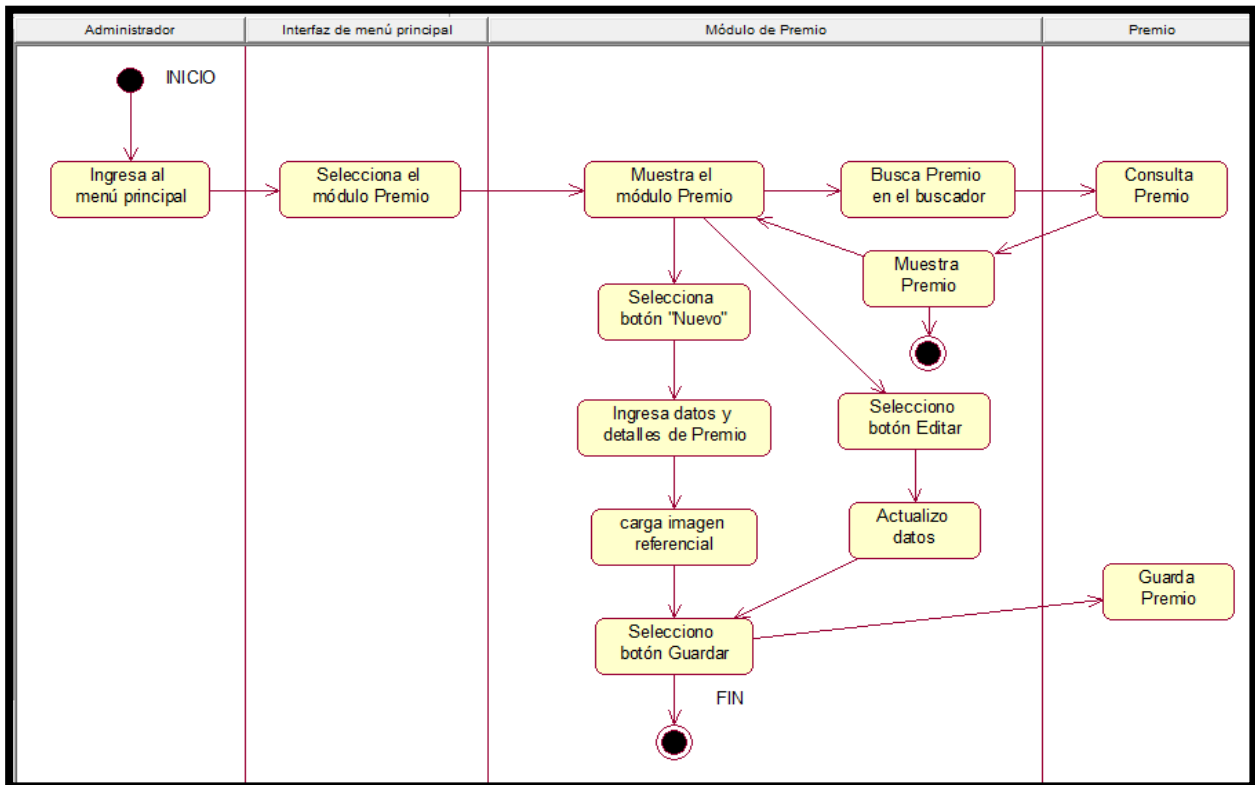 Administrador
Interfaz de menú principal
Módulo de Premio
Premio
INICIO
Ingresa al
menú principal
Selecciona el
módulo Premio
Muestra el
módulo Premio
Busca Premio
en el buscador
Consulta
Premio
Muestra
Premio
Selecciona
botón "Nuevo"
Ingresa datos y
detalles de Premio
Selecciono
botón Editar
carga imagen
referencial
Actualizo
datos
Guarda
Premio
Selecciono
botón Guardar
FIN